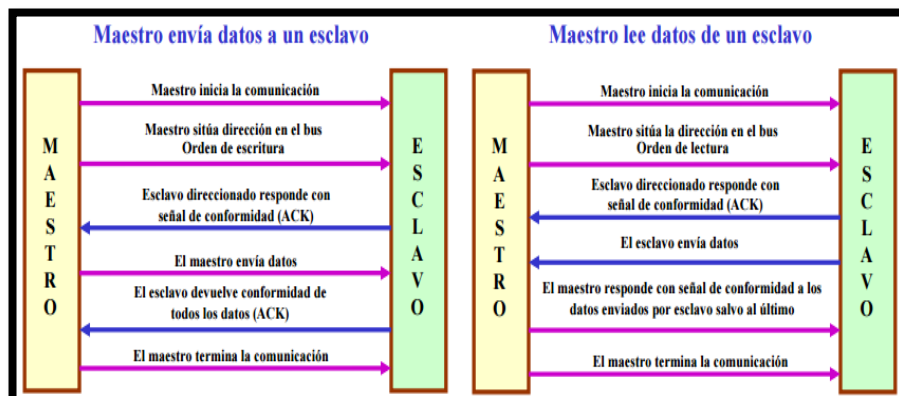 Maestro envía datos a un esclavo
MAESTRO
Maestro inicia la comunicación
Maestro sitúa dirección en el bus
Orden de escritura
Esclavo direccionado responde con
señal de conformidad (ACK)
El maestro envía datos
El esclavo devuelve conformidad de
todos los datos (ACK)
El maestro termina la comunicación
ESCLAVO
Maestro lee datos de un esclavo
MAESTRO
Maestro inicia la comunicación
Maestro sitúa la dirección en el bus
Orden de lectura
Esclavo direccionado responde con
señal de conformidad (ACK)
El esclavo envía datos
El maestro responde con señal de conformidad a los
datos enviados por esclavo salvo al último
El maestro termina la comunicación
ESCLAVO